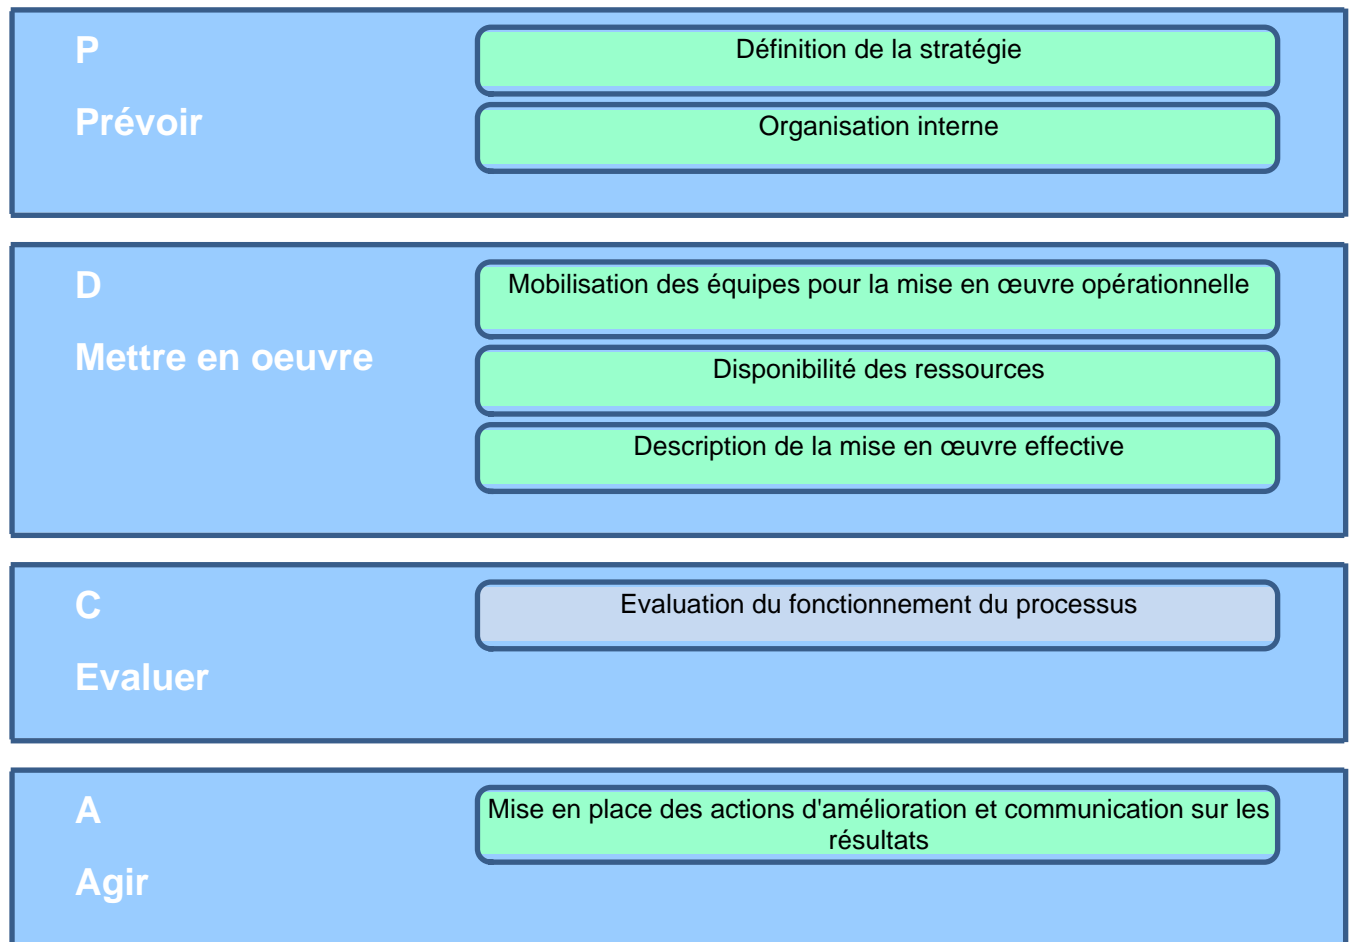 P
Définition de la stratégie
Prévoir
Organisation interne
D
Mobilisation des équipes pour la mise en œuvre opérationnelle
Mettre en oeuvre
Disponibilité des ressources
Description de la mise en œuvre effective
C
Evaluation du fonctionnement du processus
Evaluer
A
Mise en place des actions d'amélioration et communication sur les
résultats
Agir